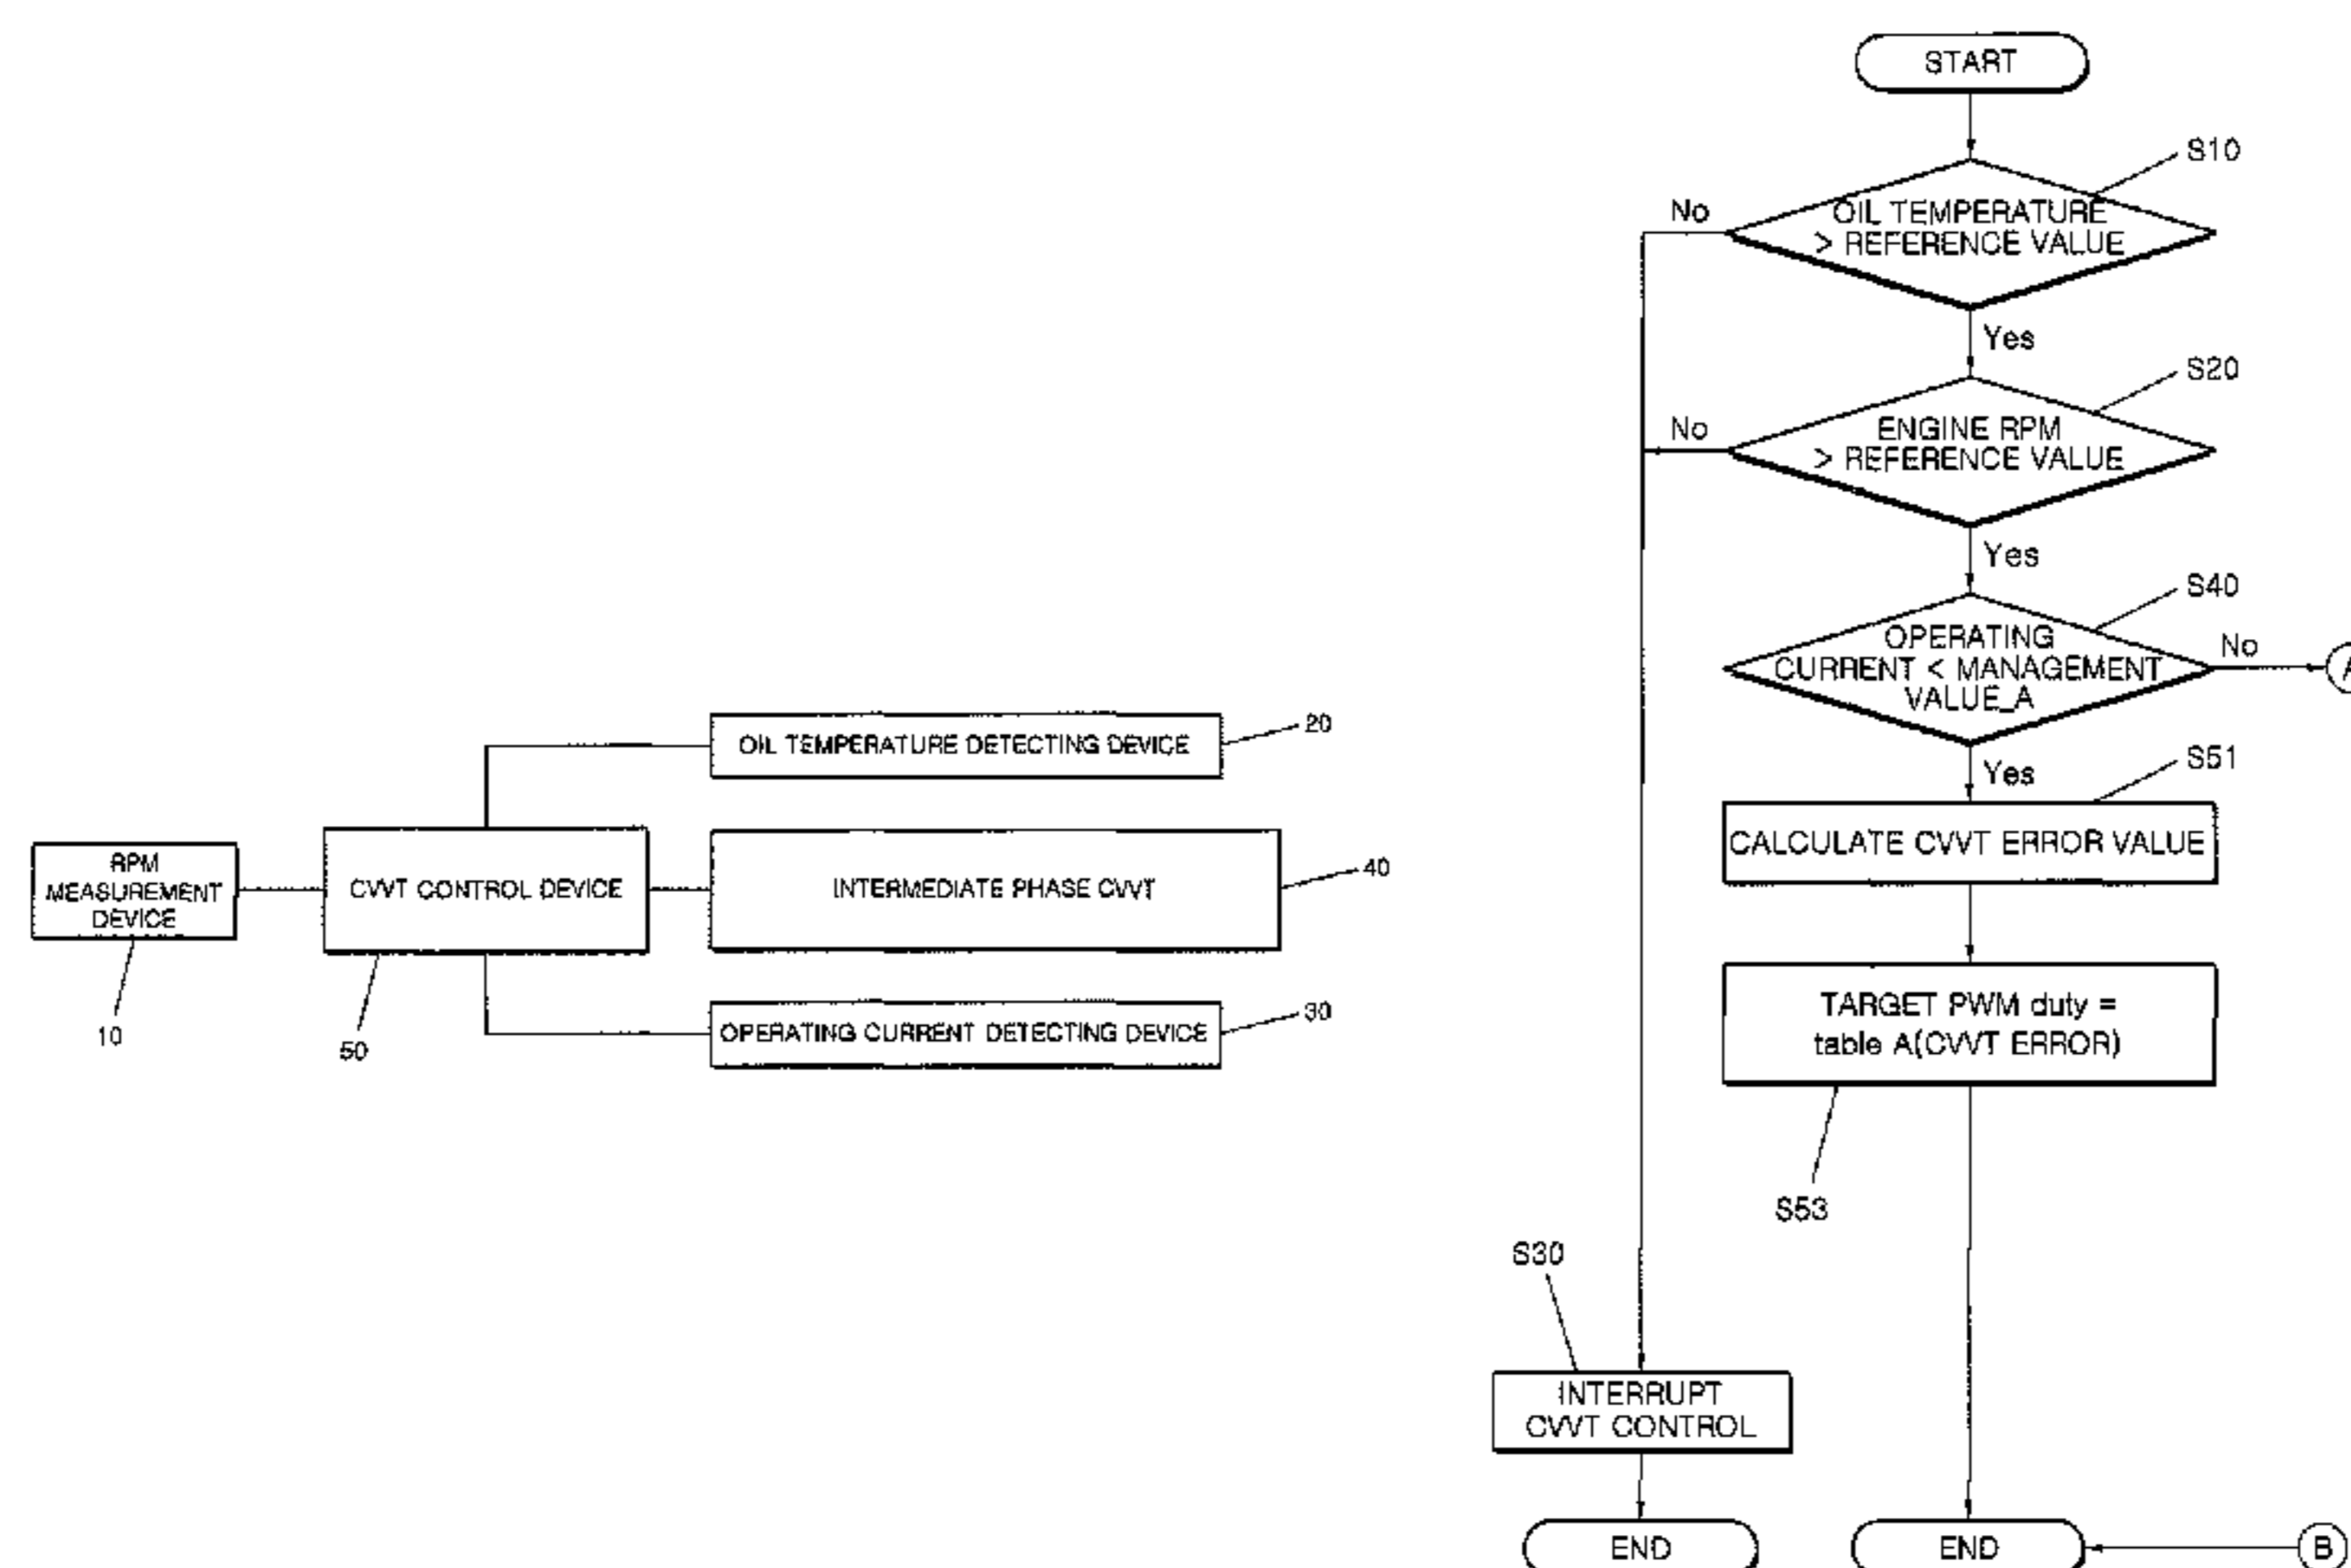 OIL TEMPERATURE DETECTING DEVICE
20
RPM
MEASUREMENT
DEVICE
10
CVVT CONTROL DEVICE
50
INTERMEDIATE PHASE CVVT
40
OPERATING CURRENT DETECTING DEVICE
30
START
S10
OIL TEMPERATURE
> REFERENCE VALUE
No
Yes
S20
ENGINE RPM
> REFERENCE VALUE
No
Yes
S40
OPERATING
CURRENT < MANAGEMENT
VALUE_A
No
A
Yes
S51
CALCULATE CVVT ERROR VALUE
TARGET PWM duty =
table A(CVVT ERROR)
S53
S30
INTERRUPT
CVVT CONTROL
END
END
B